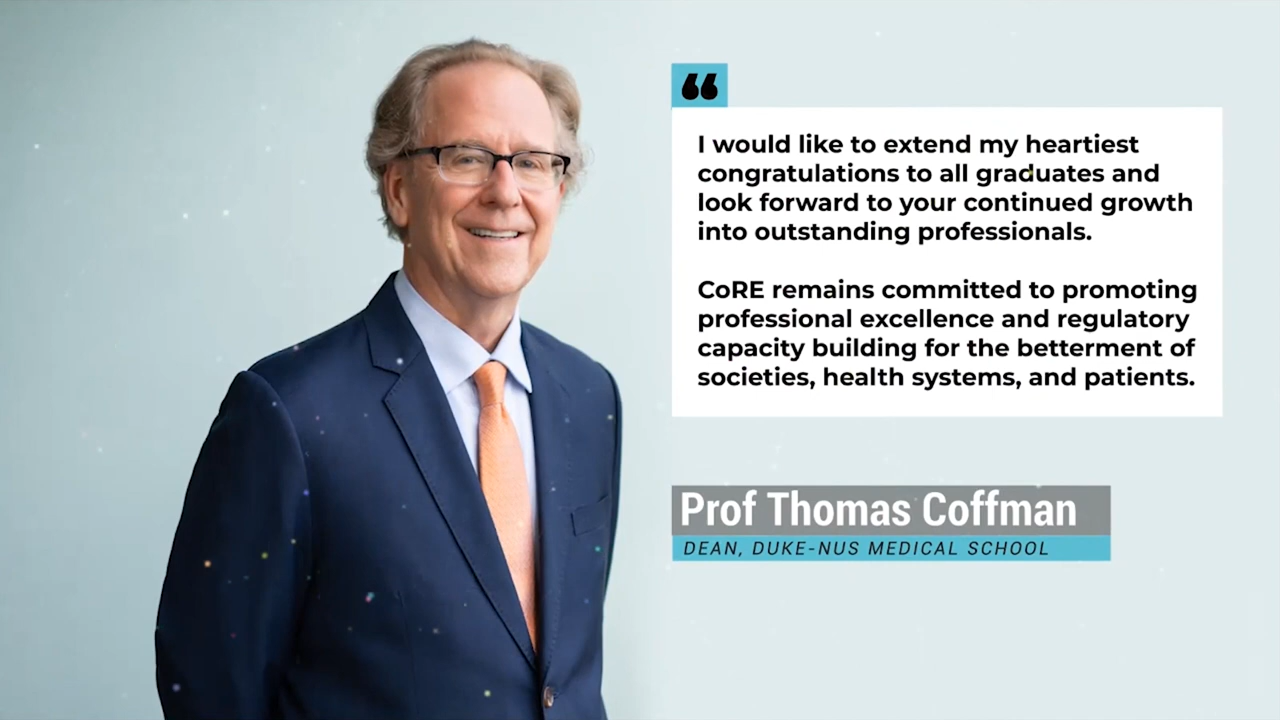 “
I would like to extend my heartiest
congratulations to all graduates and
look forward to your continued growth
into outstanding professionals.
CoRE remains committed to promoting
professional excellence and regulatory
capacity building for the betterment of
societies, health systems, and patients.
Prof Thomas Coffman
DEAN, DUKE-NUS MEDICAL SCHOOL